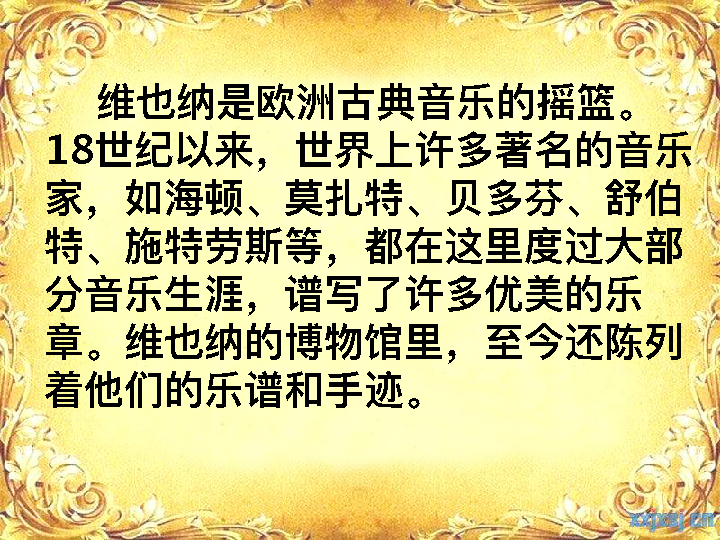 维也纳是欧洲古典音乐的摇篮。
18世纪以来，世界上许多著名的音乐
家，如海顿、莫扎特、贝多芬、舒伯
特、施特劳斯等，都在这里度过大部
分音乐生涯，谱写了许多优美的乐
章。维也纳的博物馆里，至今还陈列
着他们的乐谱和手迹。
xxjxsj.cn